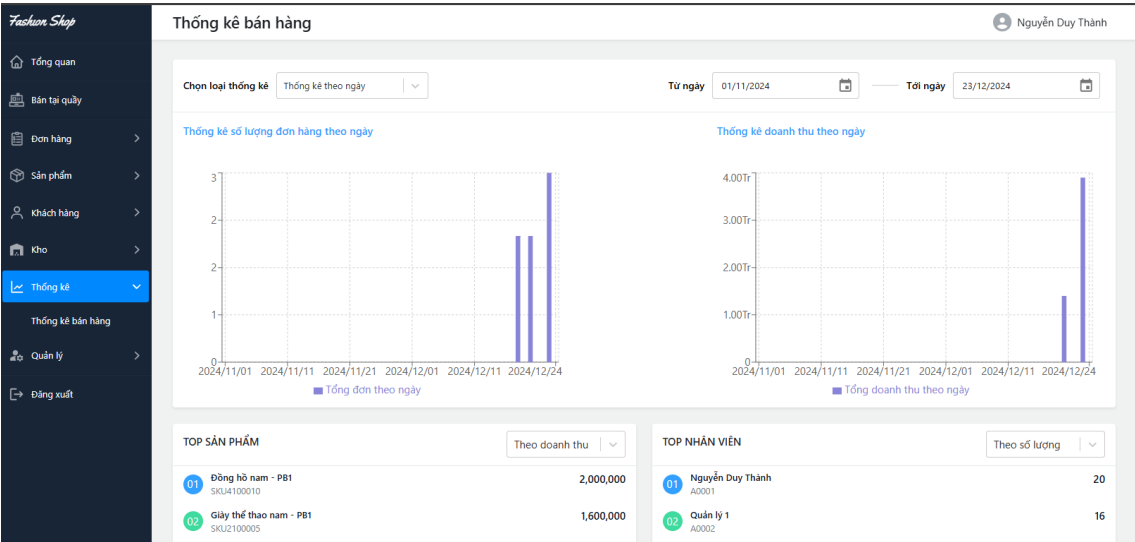 Fashion Shop
Thống kê bán hàng
Nguyễn Duy Thành
Tổng quan
Bán tại quầy
Đơn hàng
Sản phẩm
Khách hàng
Kho
Thống kê
Thống kê bán hàng
Quản lý
Đăng xuất
Chọn loại thống kê Thống kê theo ngày
Từ ngày 01/11/2024 Tới ngày 23/12/2024
Thống kê số lượng đơn hàng theo ngày
3
2
2
1
0
2024/11/01 2024/11/11 2024/11/21 2024/12/01 2024/12/11 2024/12/24
Tổng đơn theo ngày
Thống kê doanh thu theo ngày
4.00Tr
3.00Tr
2.00Tr
1.00Tr
0
2024/11/01 2024/11/11 2024/11/21 2024/12/01 2024/12/11 2024/12/24
Tổng doanh thu theo ngày
TOP SẢN PHẨM Theo doanh thu
01 Đồng hồ nam - PB1 2,000,000
SKU4100010
02 Giày thể thao nam - PB1 1,600,000
SKU2100005
TOP NHÂN VIÊN Theo số lượng
01 Nguyễn Duy Thành 20
A0001
02 Quản lý 1 16
A0002